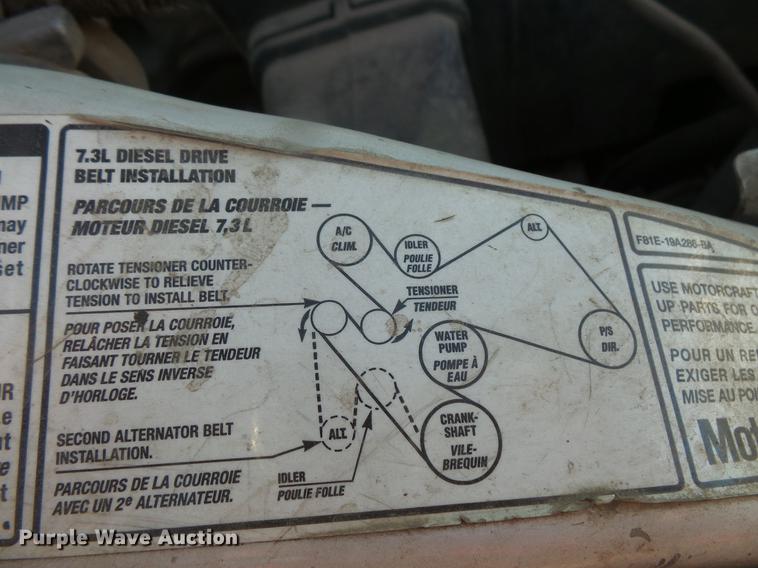 MP
may
ner
set
UR
e
ut
e
t
7.3L DIESEL DRIVE
BELT INSTALLATION
PARCOURS DE LA COURROIE —
MOTEUR DIESEL 7,3 L
ROTATE TENSIONER COUNTER-
CLOCKWISE TO RELIEVE
TENSION TO INSTALL BELT.
POUR POSER LA COURROIE,
RELÂCHER LA TENSION EN
FAISANT TOURNER LE TENDEUR
DANS LE SENS INVERSE
D'HORLOGE.
SECOND ALTERNATOR BELT
INSTALLATION.
PARCOURS DE LA COURROIE
AVEC UN 2e ALTERNATEUR.
A/C
CLIM.
IDLER
POULIE
FOLLE
ALT.
TENSIONER
TENDEUR
WATER
PUMP
POMPE À
EAU
P/S
DIR.
CRANK-
SHAFT
VILE-
BREQUIN
ALT.
IDLER
POULIE FOLLE
F81E-19A286-BA
USE MOTORCRAFT
UP PARTS FOR O
PERFORMANCE.
POUR UN RE
EXIGER LES
MISE AU POI
Mot
Purple Wave Auction